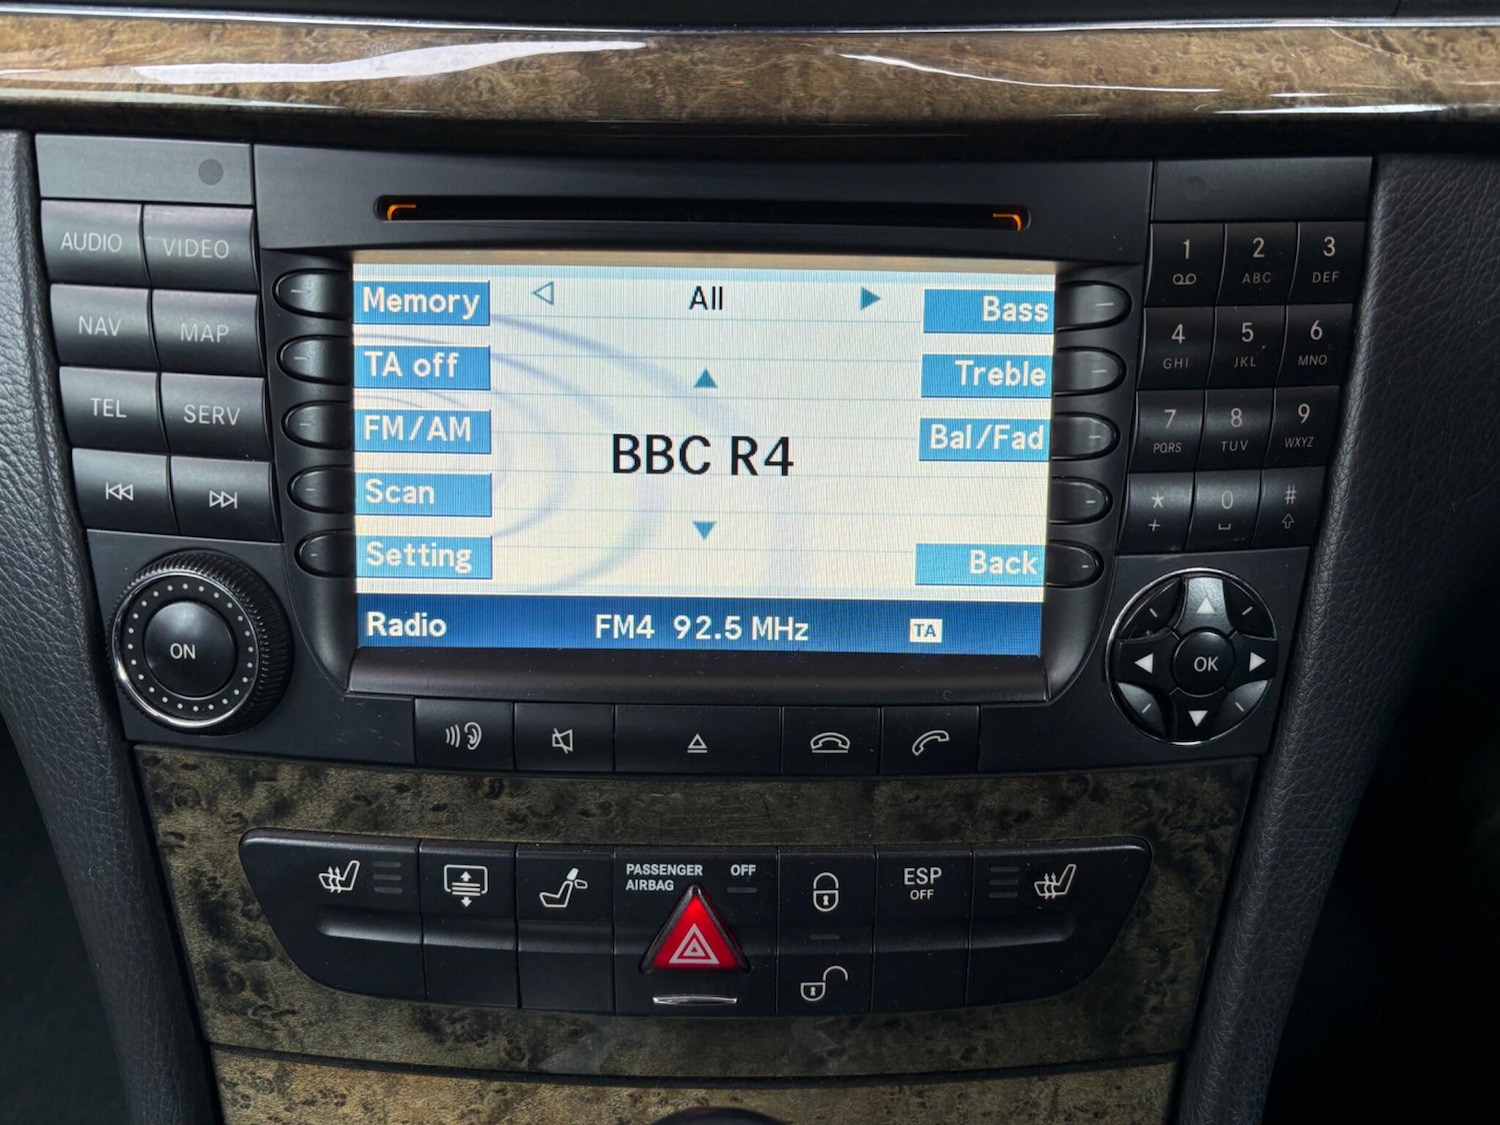 AUDIO VIDEO
NAV MAP
TEL SERV
ON
Memory All Bass
TA off Treble
FM/AM BBC R4 Bal/Fad
Scan
Setting Back
Radio FM4 92.5 MHz TA
1 2 3
ABC DEF
4 5 6
GHI JKL MNO
7 8 9
PQRS TUV WXYZ
* 0 #
+
OK
PASSENGER OFF
AIRBAG
ESP
OFF